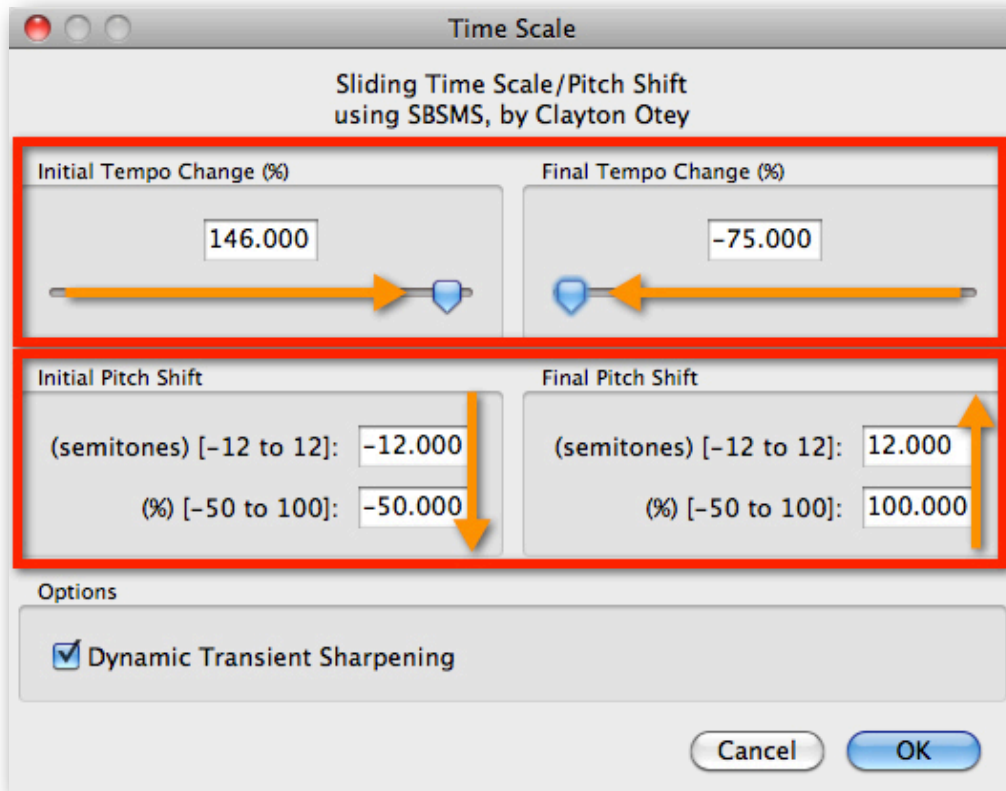 Time Scale
Sliding Time Scale/Pitch Shift
using SBSMS, by Clayton Otey
Initial Tempo Change (%)
146.000
Final Tempo Change (%)
-75.000
Initial Pitch Shift
(semitones) [-12 to 12]: -12.000
(%) [-50 to 100]: -50.000
Final Pitch Shift
(semitones) [-12 to 12]: 12.000
(%) [-50 to 100]: 100.000
Options
Dynamic Transient Sharpening
Cancel OK